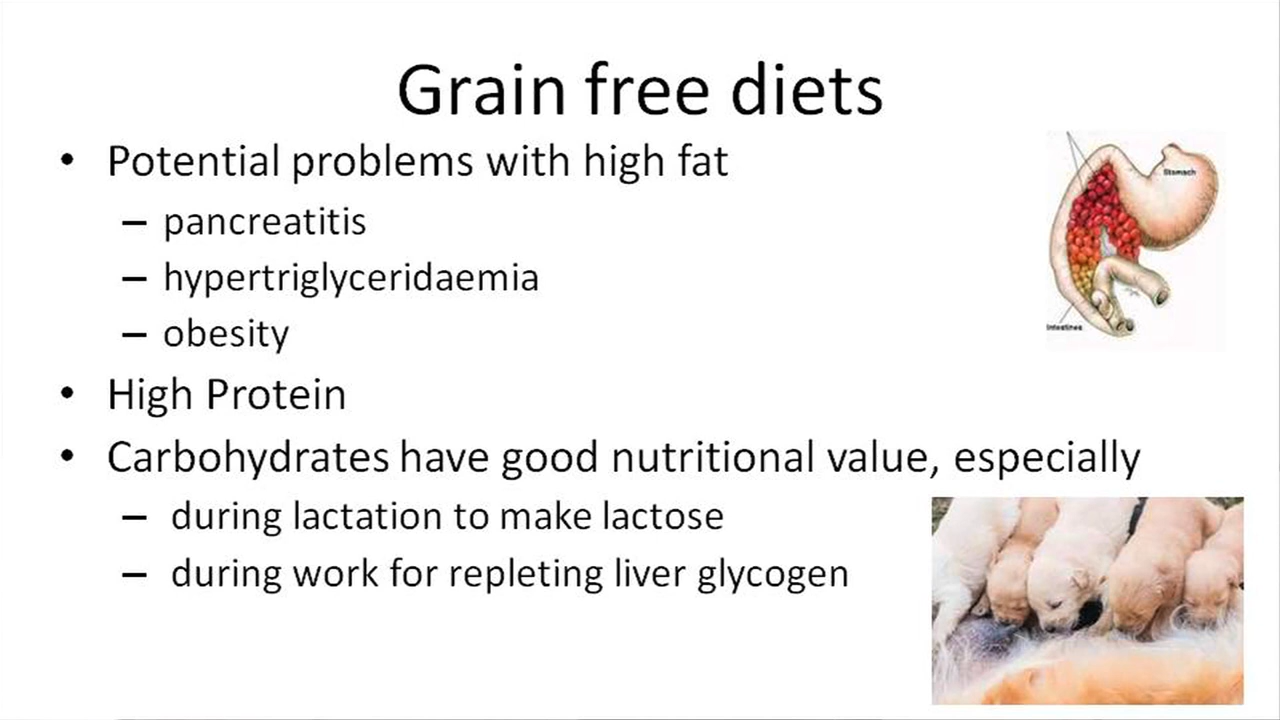 Grain free diets
• Potential problems with high fat
– pancreatitis
– hypertriglyceridaemia
– obesity
• High Protein
• Carbohydrates have good nutritional value, especially
– during lactation to make lactose
– during work for repleting liver glycogen
Stomach
Intestines